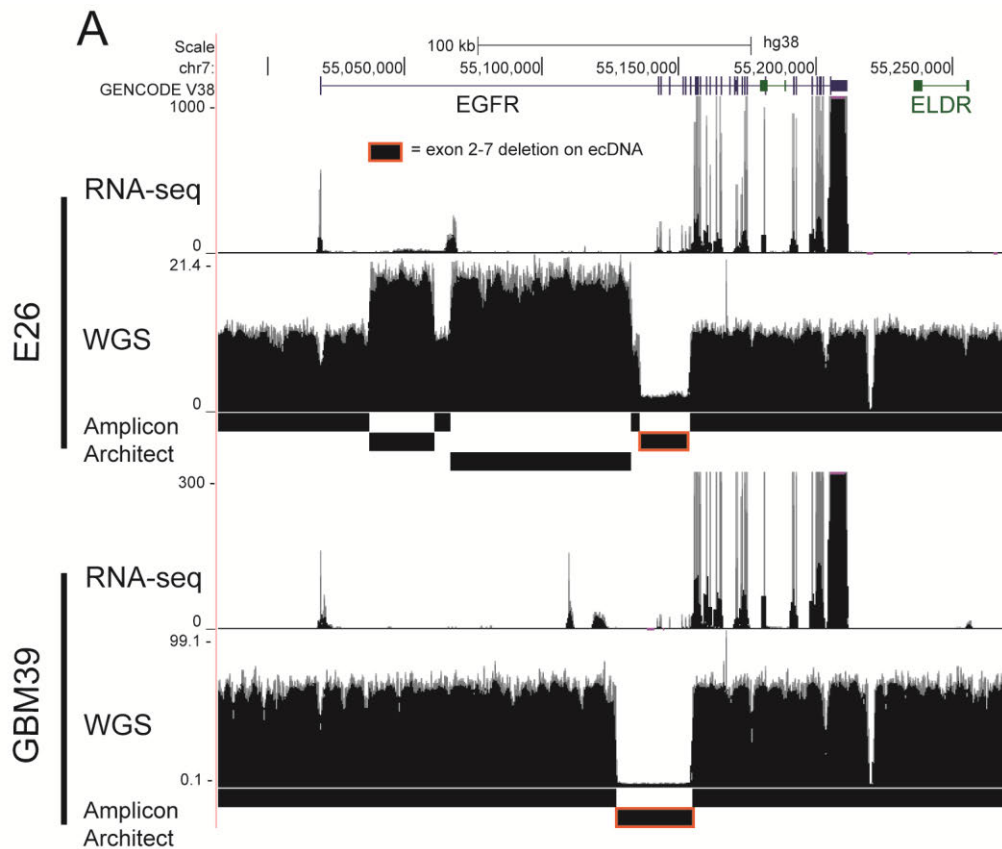 A
Scale 100 kb hg38
chr7: 55,050,000 55,100,000 55,150,000 55,200,000 55,250,000
GENCODE V38
EGFR ELDR
1000 -
= exon 2-7 deletion on ecDNA
RNA-seq
0 -
E26
21.4 -
WGS
0 -
Amplicon
Architect
300 -
RNA-seq
0 -
GBM39
99.1 -
WGS
0.1 -
Amplicon
Architect